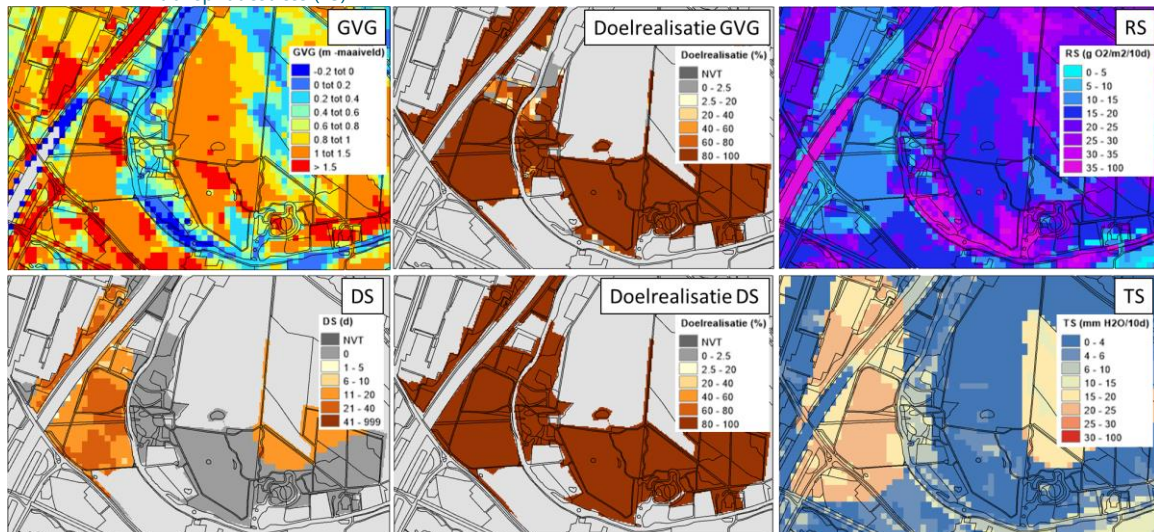 GVG
GVG (m -maaiveld)
-0.2 tot 0
0 tot 0.2
0.2 tot 0.4
0.4 tot 0.6
0.6 tot 0.8
0.8 tot 1
1 tot 1.5
> 1.5
Doelrealisatie GVG
Doelrealisatie (%)
NVT
0 - 2.5
2.5 - 20
20 - 40
40 - 60
60 - 80
80 - 100
RS
RS (g O2/m2/10d)
0 - 5
5 - 10
10 - 15
15 - 20
20 - 25
25 - 30
30 - 35
35 - 100
DS
DS (d)
NVT
0
1 - 5
6 - 10
11 - 20
21 - 40
41 - 999
Doelrealisatie DS
Doelrealisatie (%)
NVT
0 - 2.5
2.5 - 20
20 - 40
40 - 60
60 - 80
80 - 100
TS
TS (mm H2O/10d)
0 - 4
4 - 6
6 - 10
10 - 15
15 - 20
20 - 25
25 - 30
30 - 100